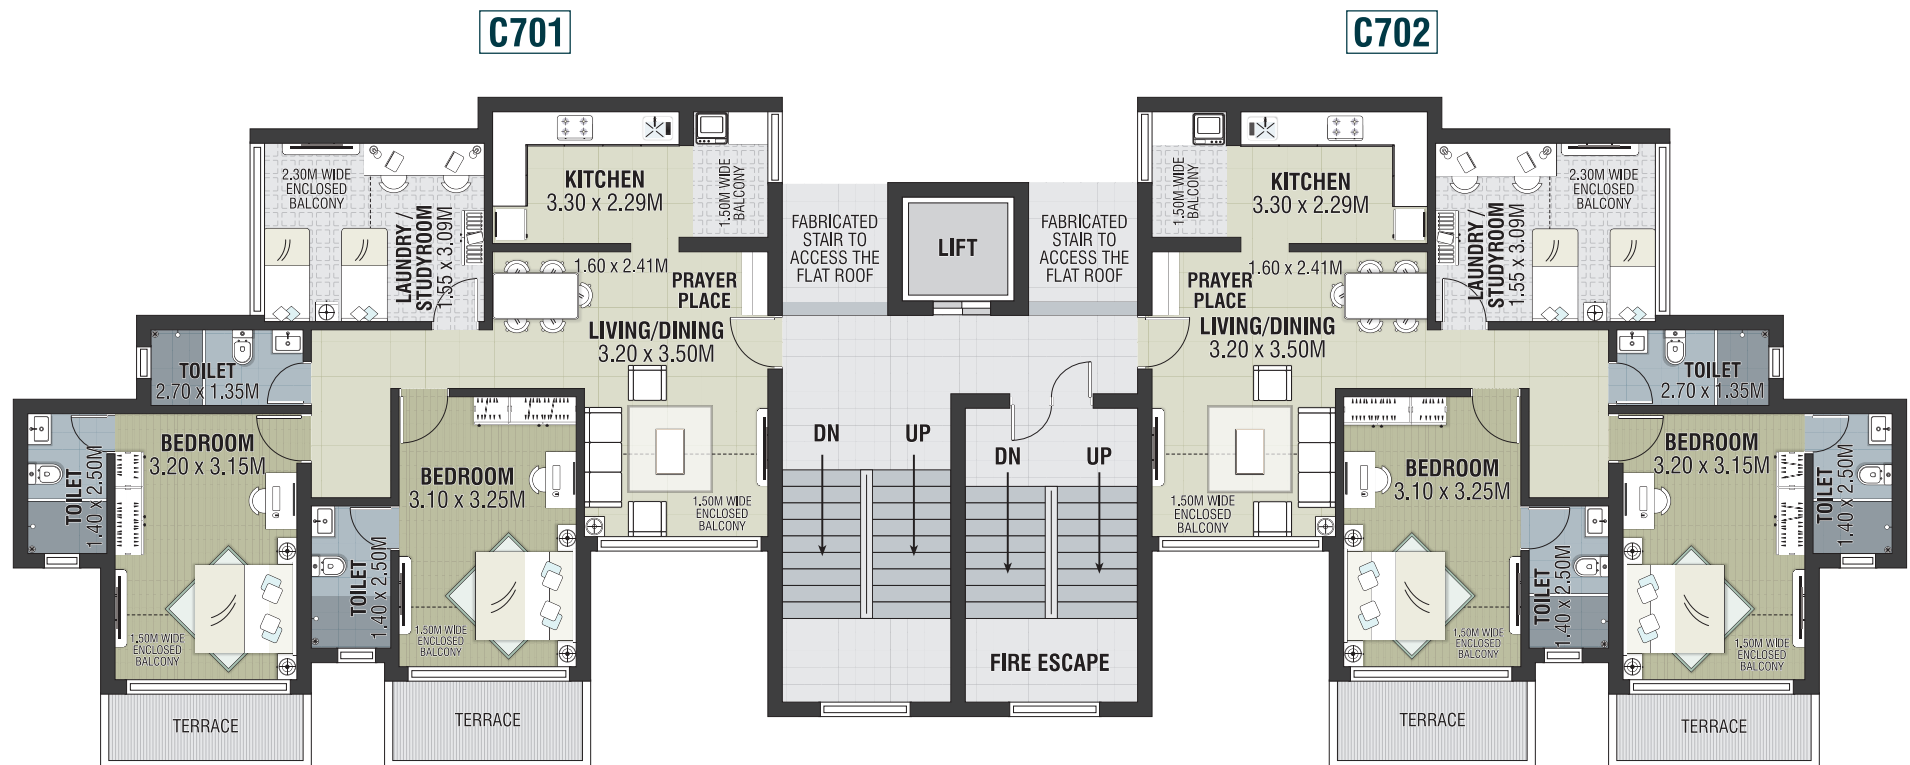 C701
C702
2.30M WIDE
ENCLOSED
BALCONY
LAUNDRY /
STUDYROOM
1.55 x 3.09M
KITCHEN
3.30 x 2.29M
1.50M WIDE
BALCONY
FABRICATED
STAIR TO
ACCESS THE
FLAT ROOF
LIFT
FABRICATED
STAIR TO
ACCESS THE
FLAT ROOF
1.50M WIDE
BALCONY
KITCHEN
3.30 x 2.29M
LAUNDRY /
STUDYROOM
1.55 x 3.09M
2.30M WIDE
ENCLOSED
BALCONY
1.60 x 2.41M
PRAYER
PLACE
LIVING/DINING
3.20 x 3.50M
1.60 x 2.41M
PRAYER
PLACE
LIVING/DINING
3.20 x 3.50M
TOILET
2.70 x 1.35M
TOILET
2.70 x 1.35M
BEDROOM
3.20 x 3.15M
TOILET
1.40 x 2.50M
BEDROOM
3.10 x 3.25M
TOILET
1.40 x 2.50M
1.50M WIDE
ENCLOSED
BALCONY
DN
UP
DN
UP
1.50M WIDE
ENCLOSED
BALCONY
BEDROOM
3.10 x 3.25M
TOILET
1.40 x 2.50M
BEDROOM
3.20 x 3.15M
TOILET
1.40 x 2.50M
1.50M WIDE
ENCLOSED
BALCONY
1.50M WIDE
ENCLOSED
BALCONY
FIRE ESCAPE
1.50M WIDE
ENCLOSED
BALCONY
1.50M WIDE
ENCLOSED
BALCONY
TERRACE
TERRACE
TERRACE
TERRACE